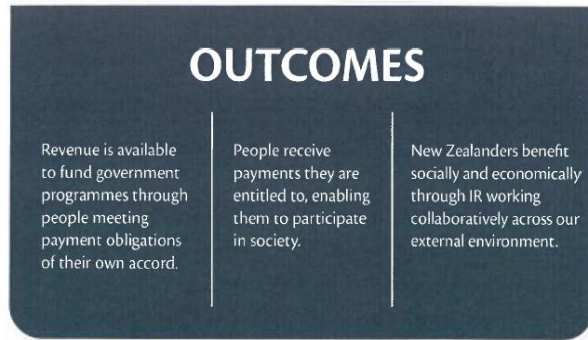 OUTCOMES
Revenue is available
to fund government
programmes through
people meeting
payment obligations
of their own accord.
People receive
payments they are
entitled to, enabling
them to participate
in society.
New Zealanders benefit
socially and economically
through IR working
collaboratively across our
external environment.